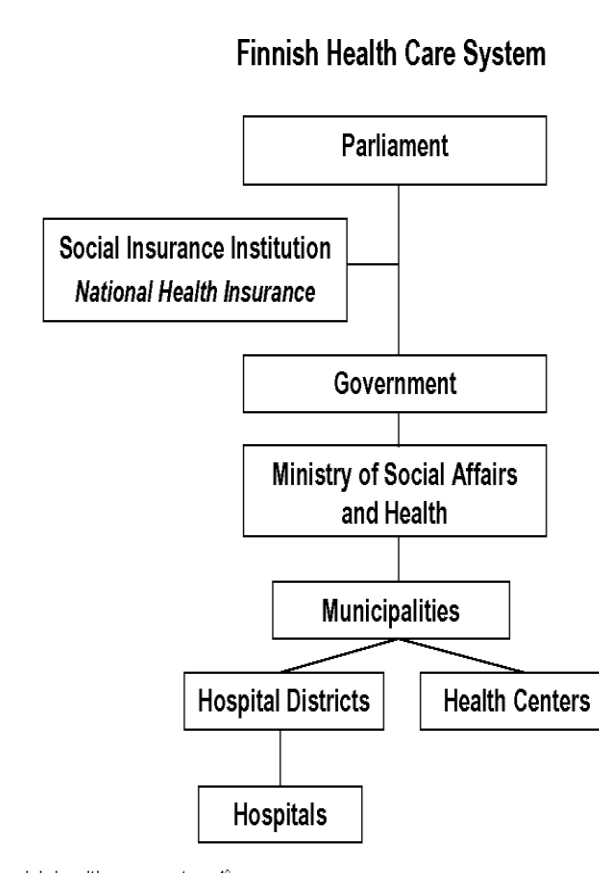 Finnish Health Care System
Parliament
Social Insurance Institution
National Health Insurance
Government
Ministry of Social Affairs
and Health
Municipalities
Hospital Districts
Health Centers
Hospitals